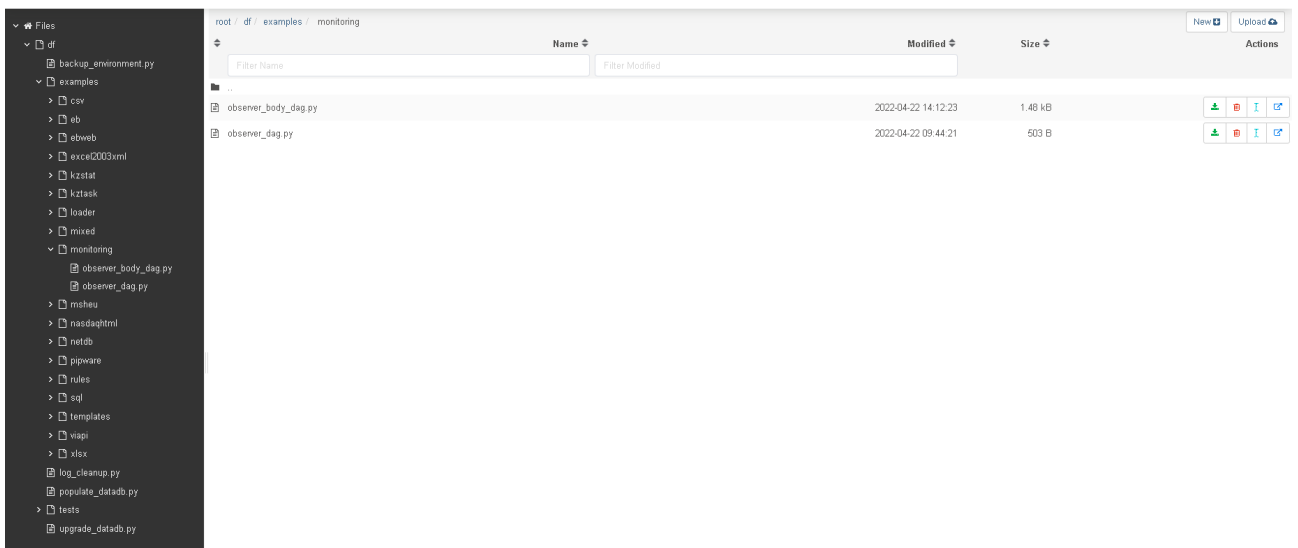 Files
df
backup_environment.py
examples
csv
eb
ebweb
excel2003xml
kzstat
kztask
loader
mixed
monitoring
observer_body_dag.py
observer_dag.py
msheu
nasdaqhtml
netdb
pipware
rules
sql
templates
viapi
xlsx
log_cleanup.py
populate_datadb.py
tests
upgrade_datadb.py
root / df / examples / monitoring
New Upload
Name Modified Size Actions
Filter Name Filter Modified
..
observer_body_dag.py 2022-04-22 14:12:23 1.48 kB
observer_dag.py 2022-04-22 09:44:21 503 B